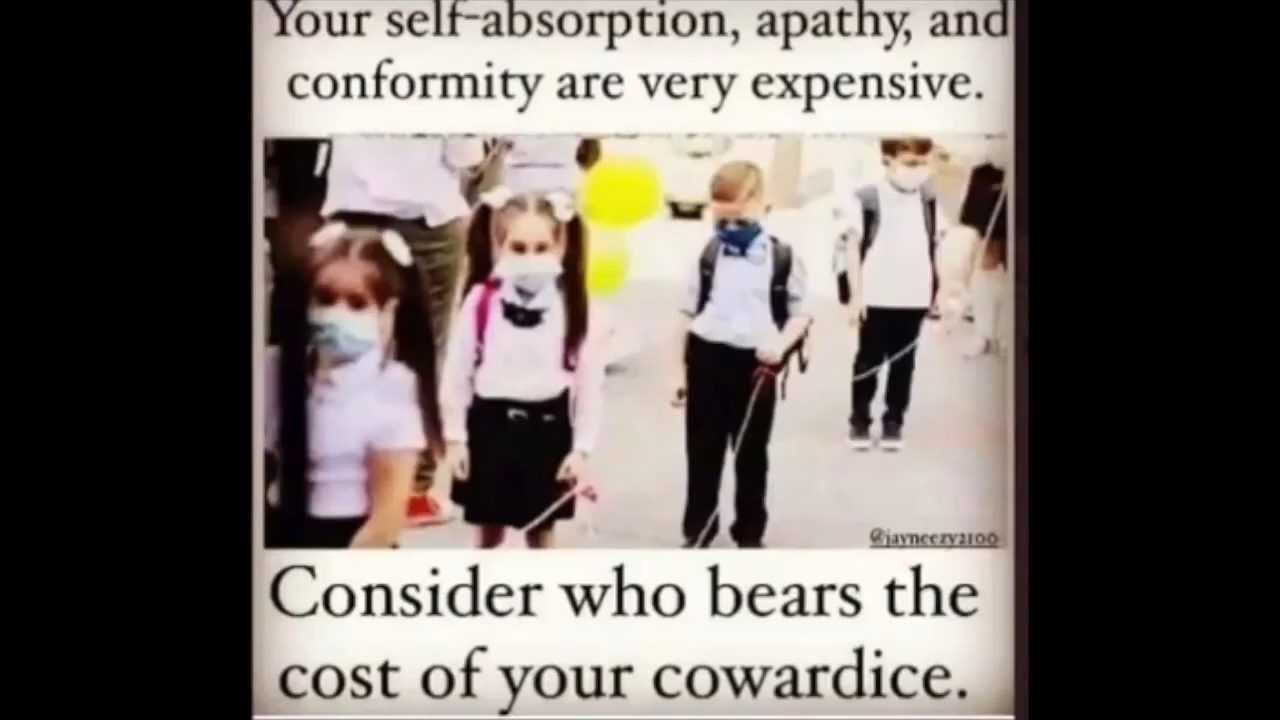 Your self-absorption, apathy, and
conformity are very expensive.
@jayneezy2100
Consider who bears the
cost of your cowardice.